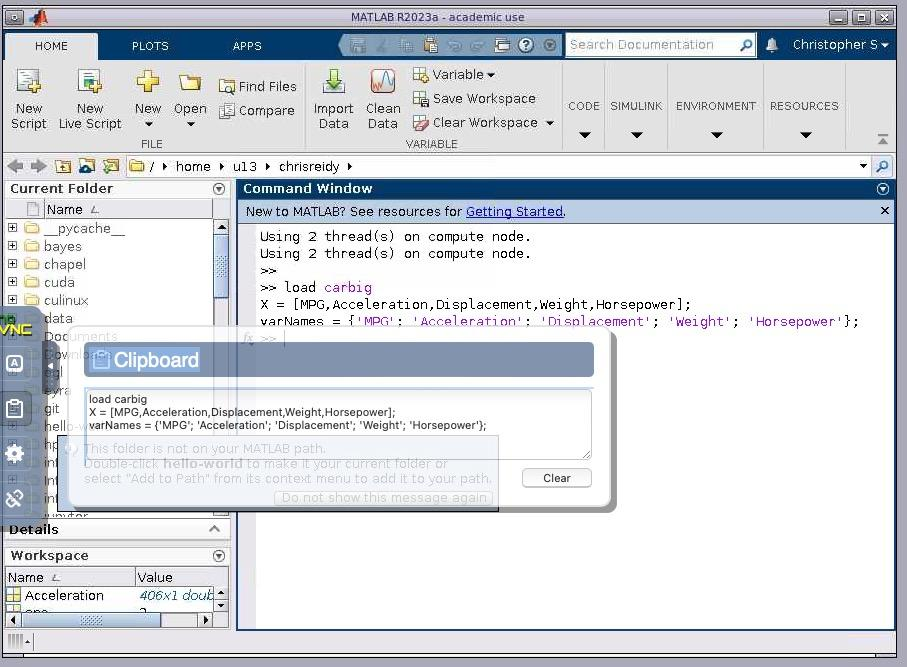 MATLAB R2023a - academic use
HOME PLOTS APPS Search Documentation Christopher S
New Script
New Live Script
New
Open
Find Files
Compare
Import Data
Clean Data
Variable
Save Workspace
Clear Workspace
CODE SIMULINK ENVIRONMENT RESOURCES
FILE VARIABLE
/ home u13 chrisreidy
Current Folder
Name
__pycache__
bayes
chapel
cuda
culinux
data
Documents
git
Command Window
New to MATLAB? See resources for Getting Started.
Using 2 thread(s) on compute node.
Using 2 thread(s) on compute node.
>>
>> load carbig
X = [MPG,Acceleration,Displacement,Weight,Horsepower];
varNames = {'MPG'; 'Acceleration'; 'Displacement'; 'Weight'; 'Horsepower'};
fx >>
VNC
A
Clipboard
load carbig
X = [MPG,Acceleration,Displacement,Weight,Horsepower];
varNames = {'MPG'; 'Acceleration'; 'Displacement'; 'Weight'; 'Horsepower'};
This folder is not on your MATLAB path.
Double-click hello-world to make it your current folder or
select "Add to Path" from its context menu to add it to your path.
Do not show this message again
Clear
Details
Workspace
Name Value
Acceleration 406x1